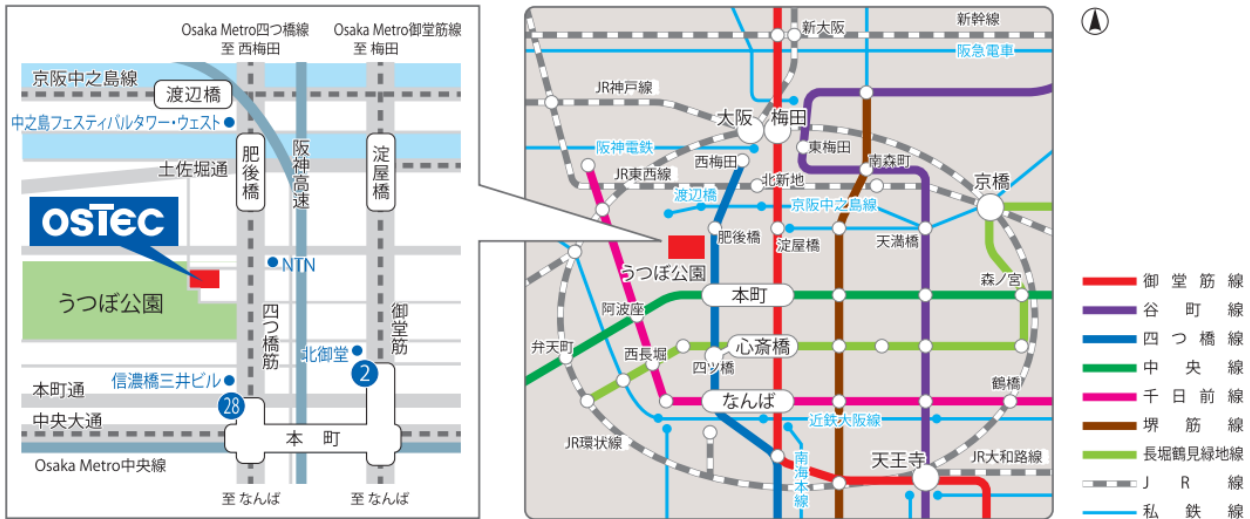 Osaka Metro四つ橋線
至 西梅田
Osaka Metro御堂筋線
至 梅田
京阪中之島線
渡辺橋
中之島フェスティバルタワー・ウェスト
土佐堀通
肥後橋
阪神高速
淀屋橋
OSTEC
NTN
うつぼ公園
四つ橋筋
御堂筋
北御堂
2
信濃橋三井ビル
28
本町通
中央大通
本町
Osaka Metro中央線
至 なんば
至 なんば
新大阪
新幹線
阪急電車
JR神戸線
大阪
梅田
阪神電鉄
西梅田
東梅田
南森町
JR東西線
北新地
京橋
渡辺橋
京阪中之島線
肥後橋
淀屋橋
天満橋
うつぼ公園
森ノ宮
本町
阿波座
弁天町
西長堀
心斎橋
四ツ橋
鶴橋
なんば
近鉄大阪線
JR環状線
南海本線
天王寺
JR大和路線
御堂筋線
谷町線
四つ橋線
中央線
千日前線
堺筋線
長堀鶴見緑地線
JR線
私鉄線